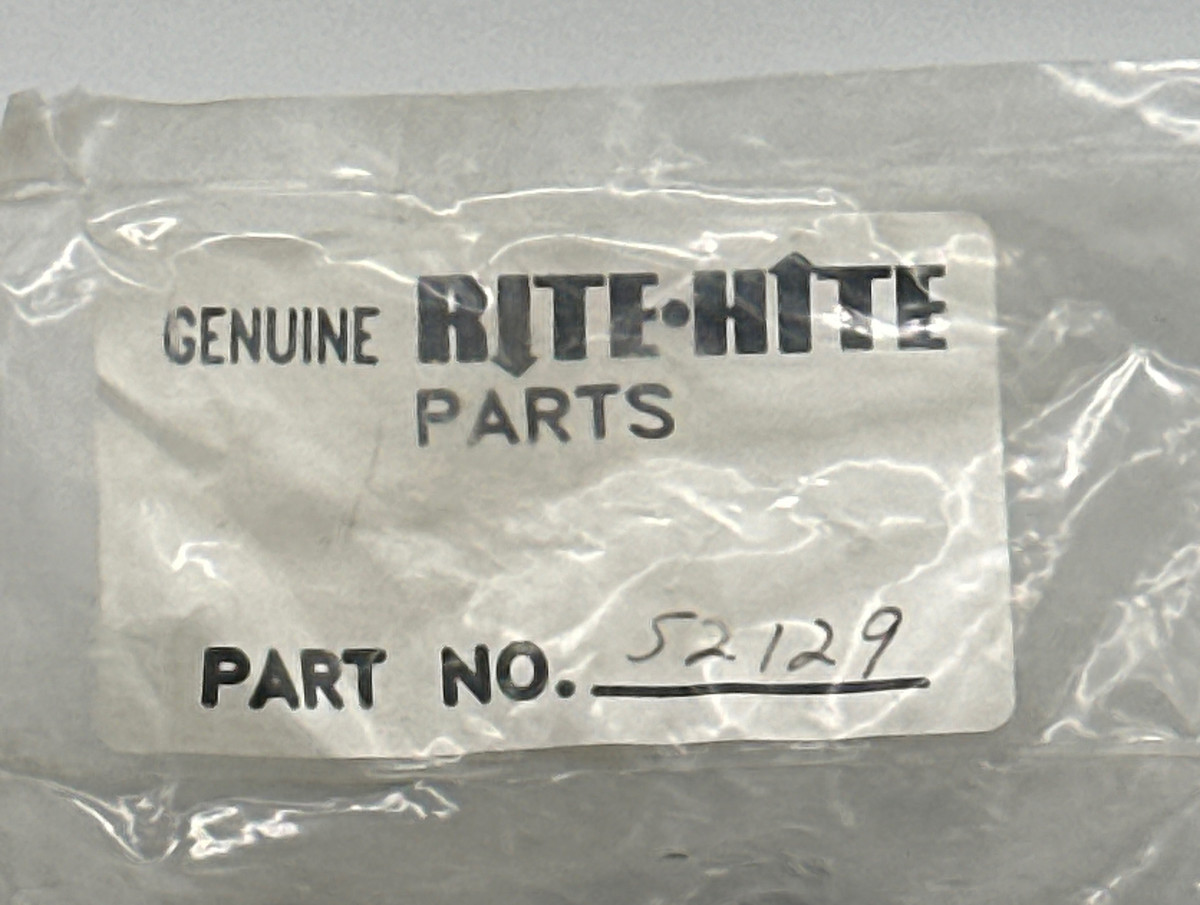 GENUINE RITE•HITE
PARTS
PART NO. 52129